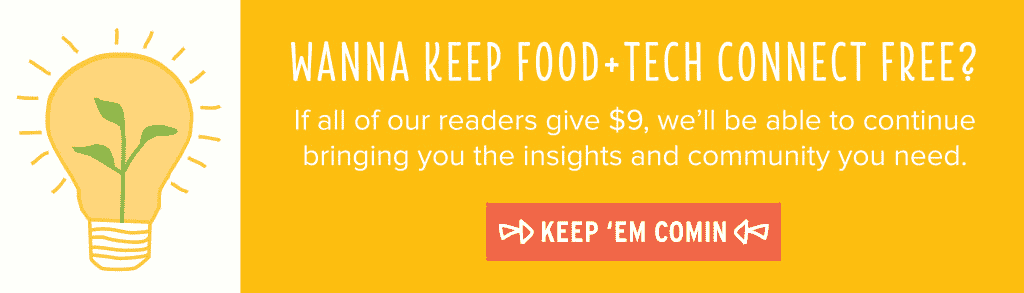 WANNA KEEP FOOD+TECH CONNECT FREE?
If all of our readers give $9, we'll be able to continue
bringing you the insights and community you need.
KEEP 'EM COMIN